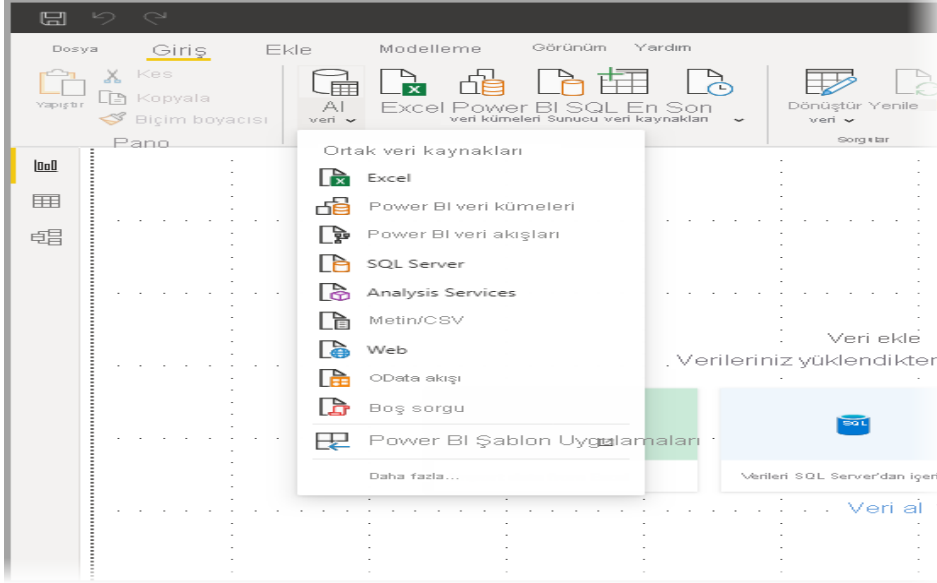 Dosya Giriş Ekle Modelleme Görünüm Yardım
Yapıştır
Kes
Kopyala
Biçim boyacısı
Pano
Al
veri
Excel Power BI SQL En Son
veri kümeleri Sunucu veri kaynakları
Dönüştür Yenile
veri
Sorgular
Ortak veri kaynakları
Excel
Power BI veri kümeleri
Power BI veri akışları
SQL Server
Analysis Services
Metin/CSV
Web
OData akışı
Boş sorgu
Power BI Şablon Uygulamaları
Daha fazla...
Veri ekle
. Verileriniz yüklendikten
SQL
Verileri SQL Server'dan içeri
Veri al